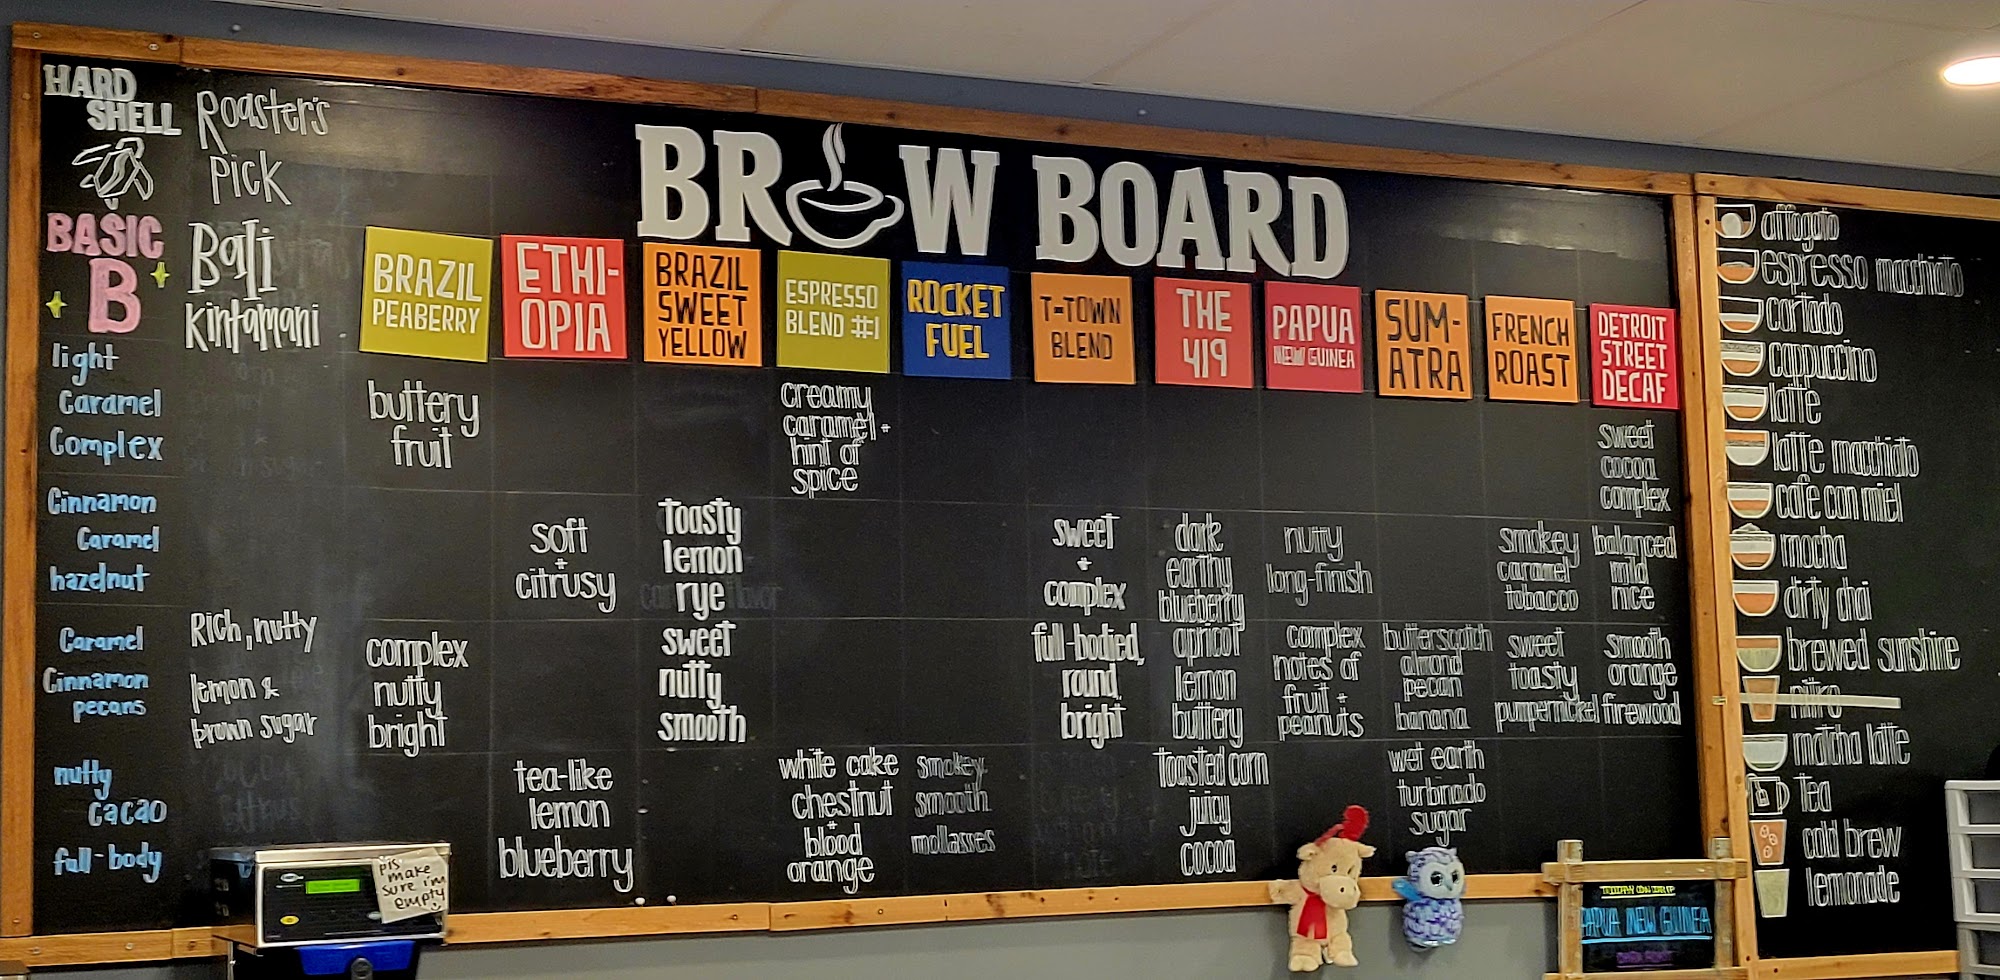 HARD
SHELL
BASIC
B
light
Caramel
Complex
Cinnamon
Caramel
hazelnut
Caramel
Cinnamon
pecans
nutty
cacao
full-body
Roaster's
Pick
Bali
Kintamani
Rich, nutty
lemon &
brown sugar
BREW BOARD
BRAZIL
PEABERRY
buttery
fruit
complex
nutty
bright
ETHI-
OPIA
soft
+
citrusy
tea-like
lemon
blueberry
BRAZIL
SWEET
YELLOW
toasty
lemon
rye
sweet
nutty
smooth
ESPRESSO
BLEND #1
creamy
caramel +
hint of
spice
white cake
chestnut
+
blood
orange
ROCKET
FUEL
smokey
smooth
mollasses
T-TOWN
BLEND
sweet
+
complex
full-bodied,
round
bright
THE
419
dark
earthy
blueberry
apricot
lemon
buttery
toasted corn
juicy
cocoa
PAPUA
NEW GUINEA
nutty
long-finish
complex
notes of
fruit +
peanuts
SUM-
ATRA
butterscotch
almond
pecan
banana
wet earth
turbinado
sugar
FRENCH
ROAST
smokey
caramel
tobacco
sweet
toasty
pumpernickel
DETROIT
STREET
DECAF
sweet
cocoa
complex
balanced
mild
nice
smooth
orange
firewood
affogato
espresso macchiato
cortado
cappuccino
latte
latte macchiato
cafe con miel
mocha
dirty chai
brewed sunshine
nitro
matcha latte
tea
cold brew
lemonade
pls
make
sure i'm
empty
PAPUA NEW GUINEA